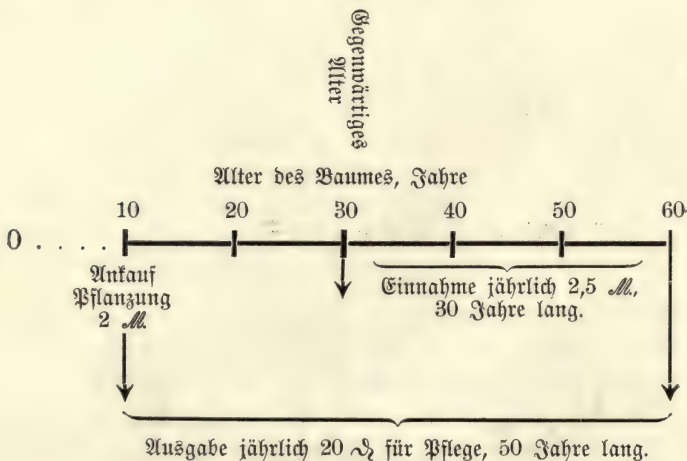 Gegenwärtiges
Alter
Alter des Baumes, Jahre
10 20 30 40 50 60
0 . . . . .
Ankauf
Pflanzung
2 ℳ.
Einnahme jährlich 2,5 ℳ.,
30 Jahre lang.
Ausgabe jährlich 20 ₰ für Pflege, 50 Jahre lang.